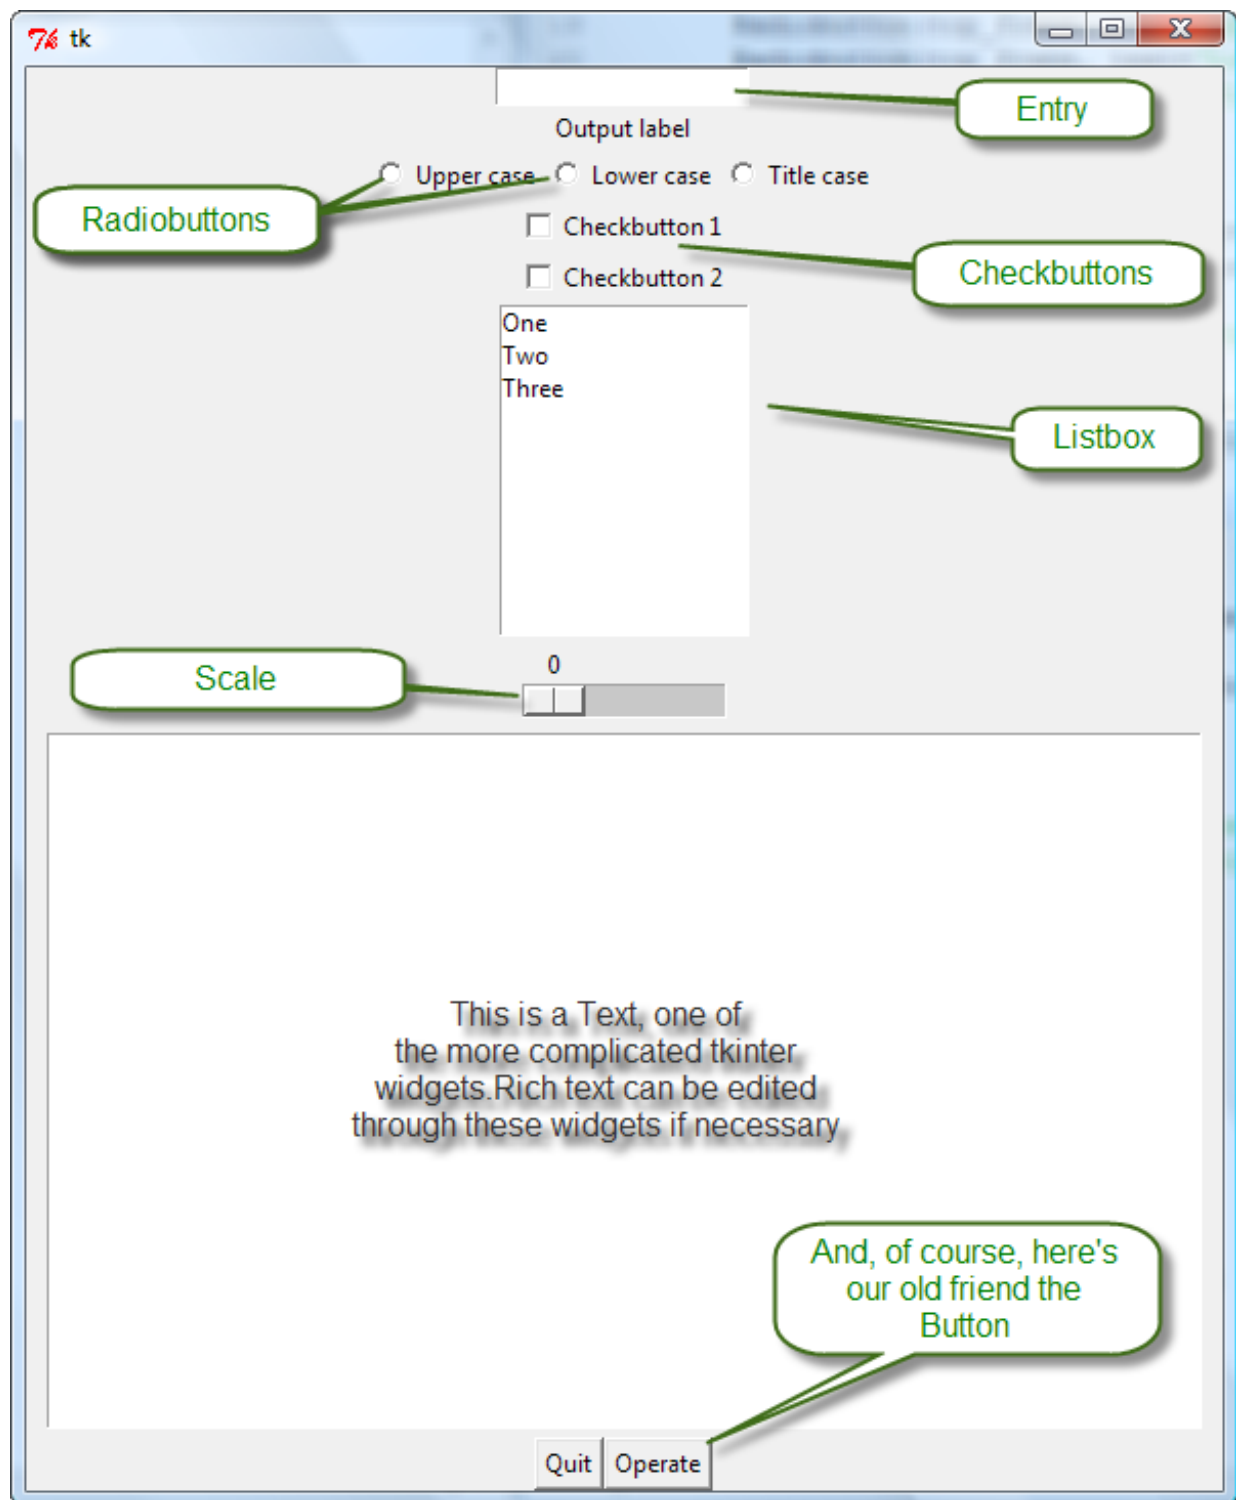 tk
Entry
Output label
Upper case Lower case Title case
Radiobuttons
Checkbutton 1
Checkbuttons
Checkbutton 2
One
Two
Three
Listbox
0
Scale
This is a Text, one of
the more complicated tkinter
widgets.Rich text can be edited
through these widgets if necessary
And, of course, here's
our old friend the
Button
Quit Operate